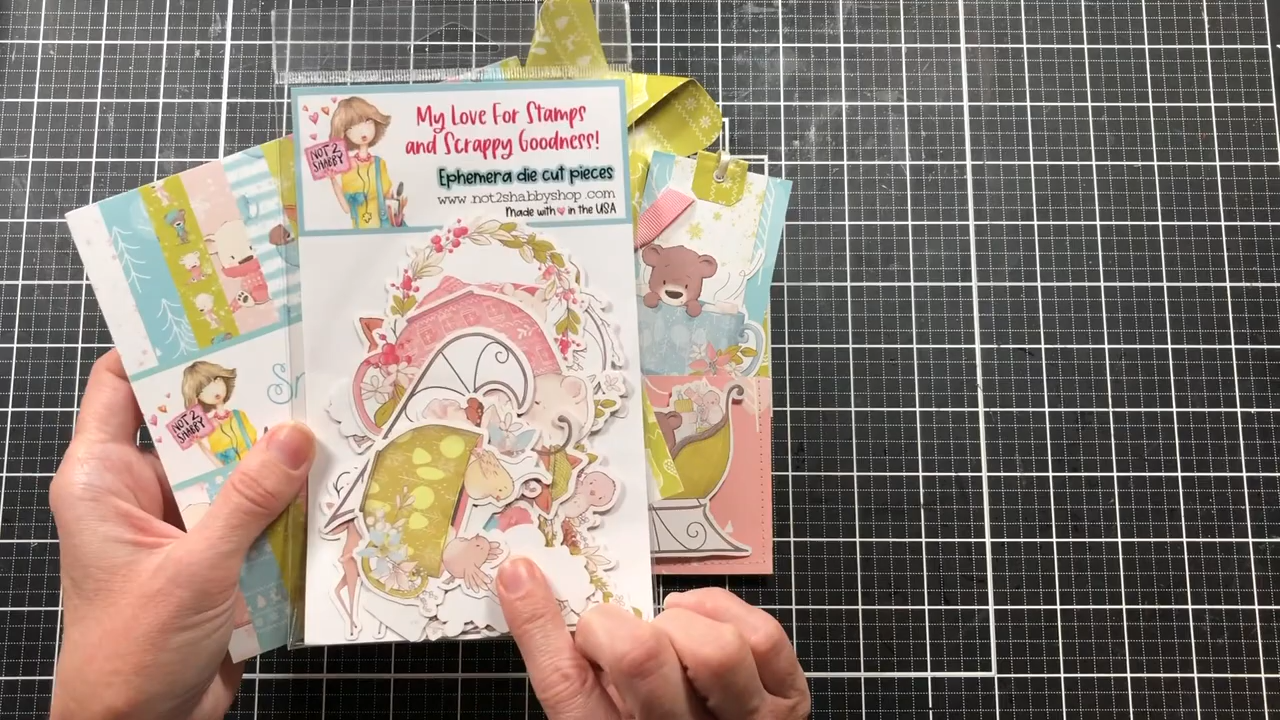 My Love For Stamps
and Scrappy Goodness!
NOT 2
SHABBY
Ephemera die cut pieces
www.not2shabbyshop.com
Made with in the USA
NOT 2
SHABBY
S